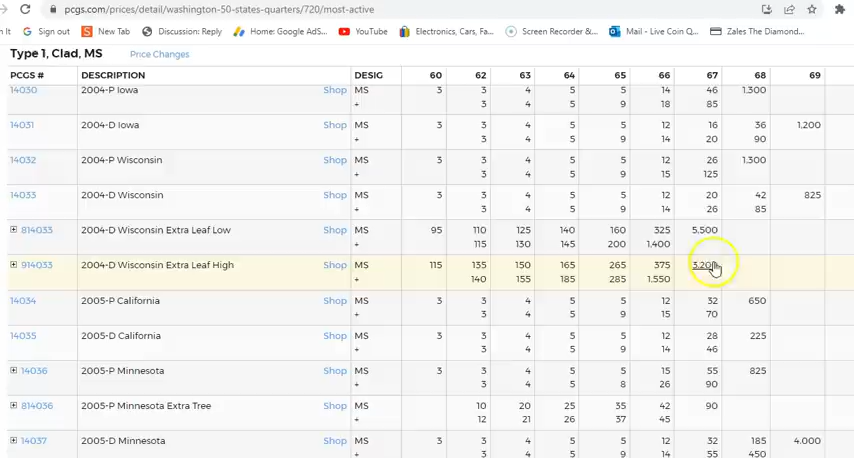 pcgs.com/prices/detail/washington-50-states-quarters/720/most-active
n It Sign out New Tab Discussion: Reply Home: Google AdS... YouTube Electronics, Cars, Fa... Screen Recorder &... Mail - Live Coin Q... Zales The Diamond...
Type 1, Clad, MS Price Changes
PCGS # DESCRIPTION DESIG 60 62 63 64 65 66 67 68 69
14030 2004-P Iowa Shop MS 3 3 4 5 5 14 46 1,300
+ 3 4 5 9 18 85
14031 2004-D Iowa Shop MS 3 3 4 5 5 12 16 36 1,200
+ 3 4 5 9 14 20 90
14032 2004-P Wisconsin Shop MS 3 3 4 5 5 12 26 1,300
+ 3 4 5 9 15 125
14033 2004-D Wisconsin Shop MS 3 3 4 5 5 12 20 42 825
+ 3 4 5 9 14 26 85
814033 2004-D Wisconsin Extra Leaf Low Shop MS 95 110 125 140 160 325 5,500
+ 115 130 145 200 1,400
914033 2004-D Wisconsin Extra Leaf High Shop MS 115 135 150 165 265 375 3,200
+ 140 155 185 285 1,550
14034 2005-P California Shop MS 3 3 4 5 5 12 32 650
+ 3 4 5 9 15 70
14035 2005-D California Shop MS 3 3 4 5 5 12 28 225
+ 3 4 5 9 14 46
14036 2005-P Minnesota Shop MS 3 3 4 5 5 15 55 825
+ 3 4 5 8 26 90
814036 2005-P Minnesota Extra Tree Shop MS 10 20 25 35 42 90
+ 12 21 26 37 45
14037 2005-D Minnesota Shop MS 3 3 4 5 5 12 32 185 4,000
+ 3 4 5 9 14 55 450